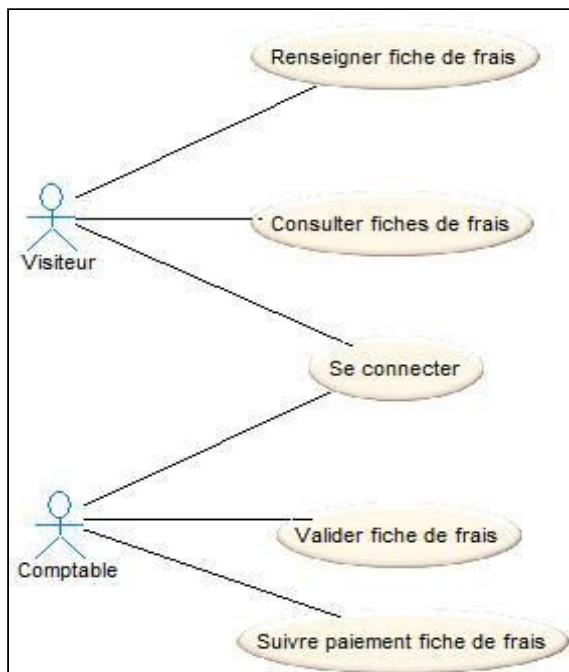 Renseigner fiche de frais
Visiteur
Consulter fiches de frais
Se connecter
Comptable
Valider fiche de frais
Suivre paiement fiche de frais